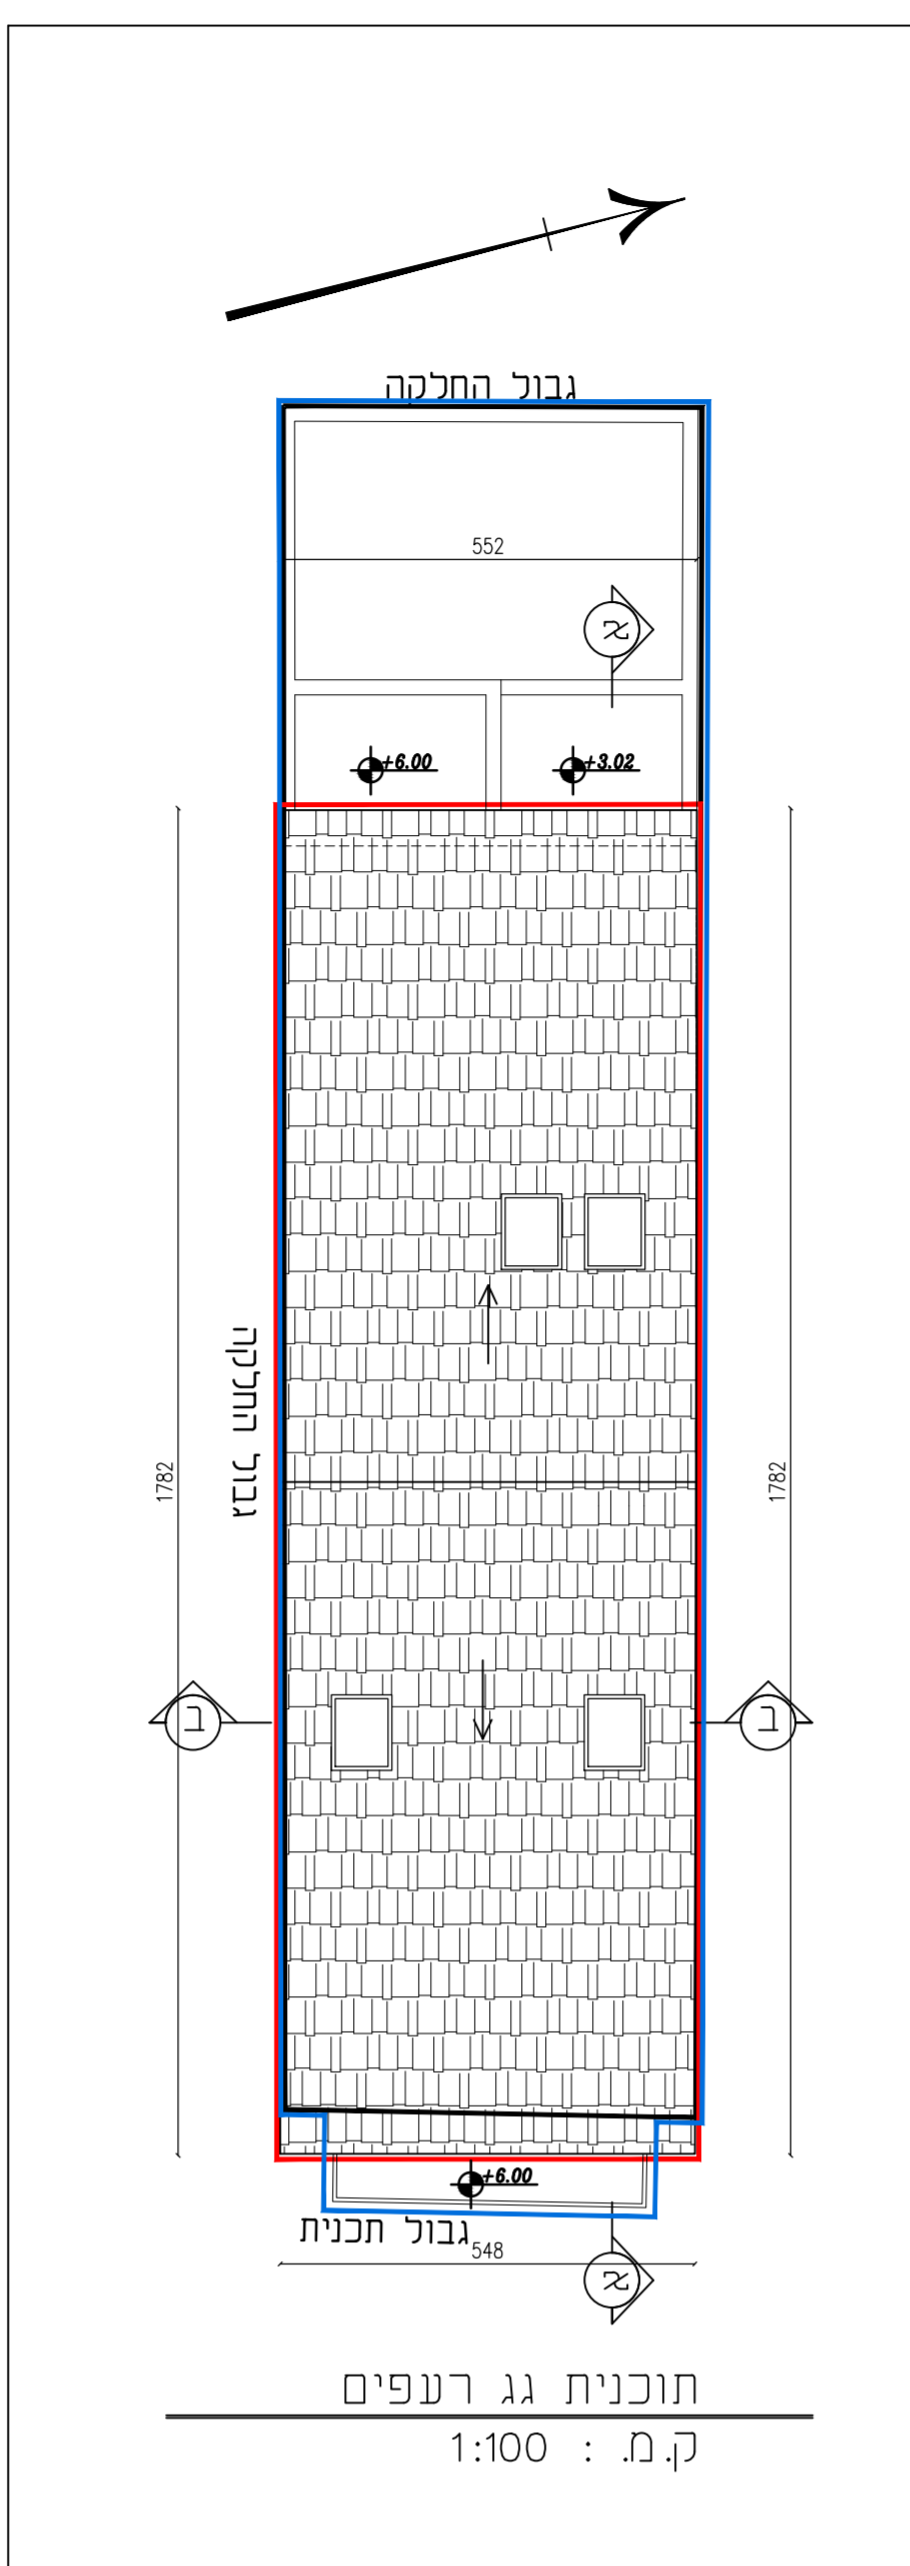 גבול החלקה
552
א
+6.00
+3.02
גבול החלקה
1782
1782
ב
ב
+6.00
גבול תכנית
548
א
תוכנית גג רעפים
ק.מ. : 1:100